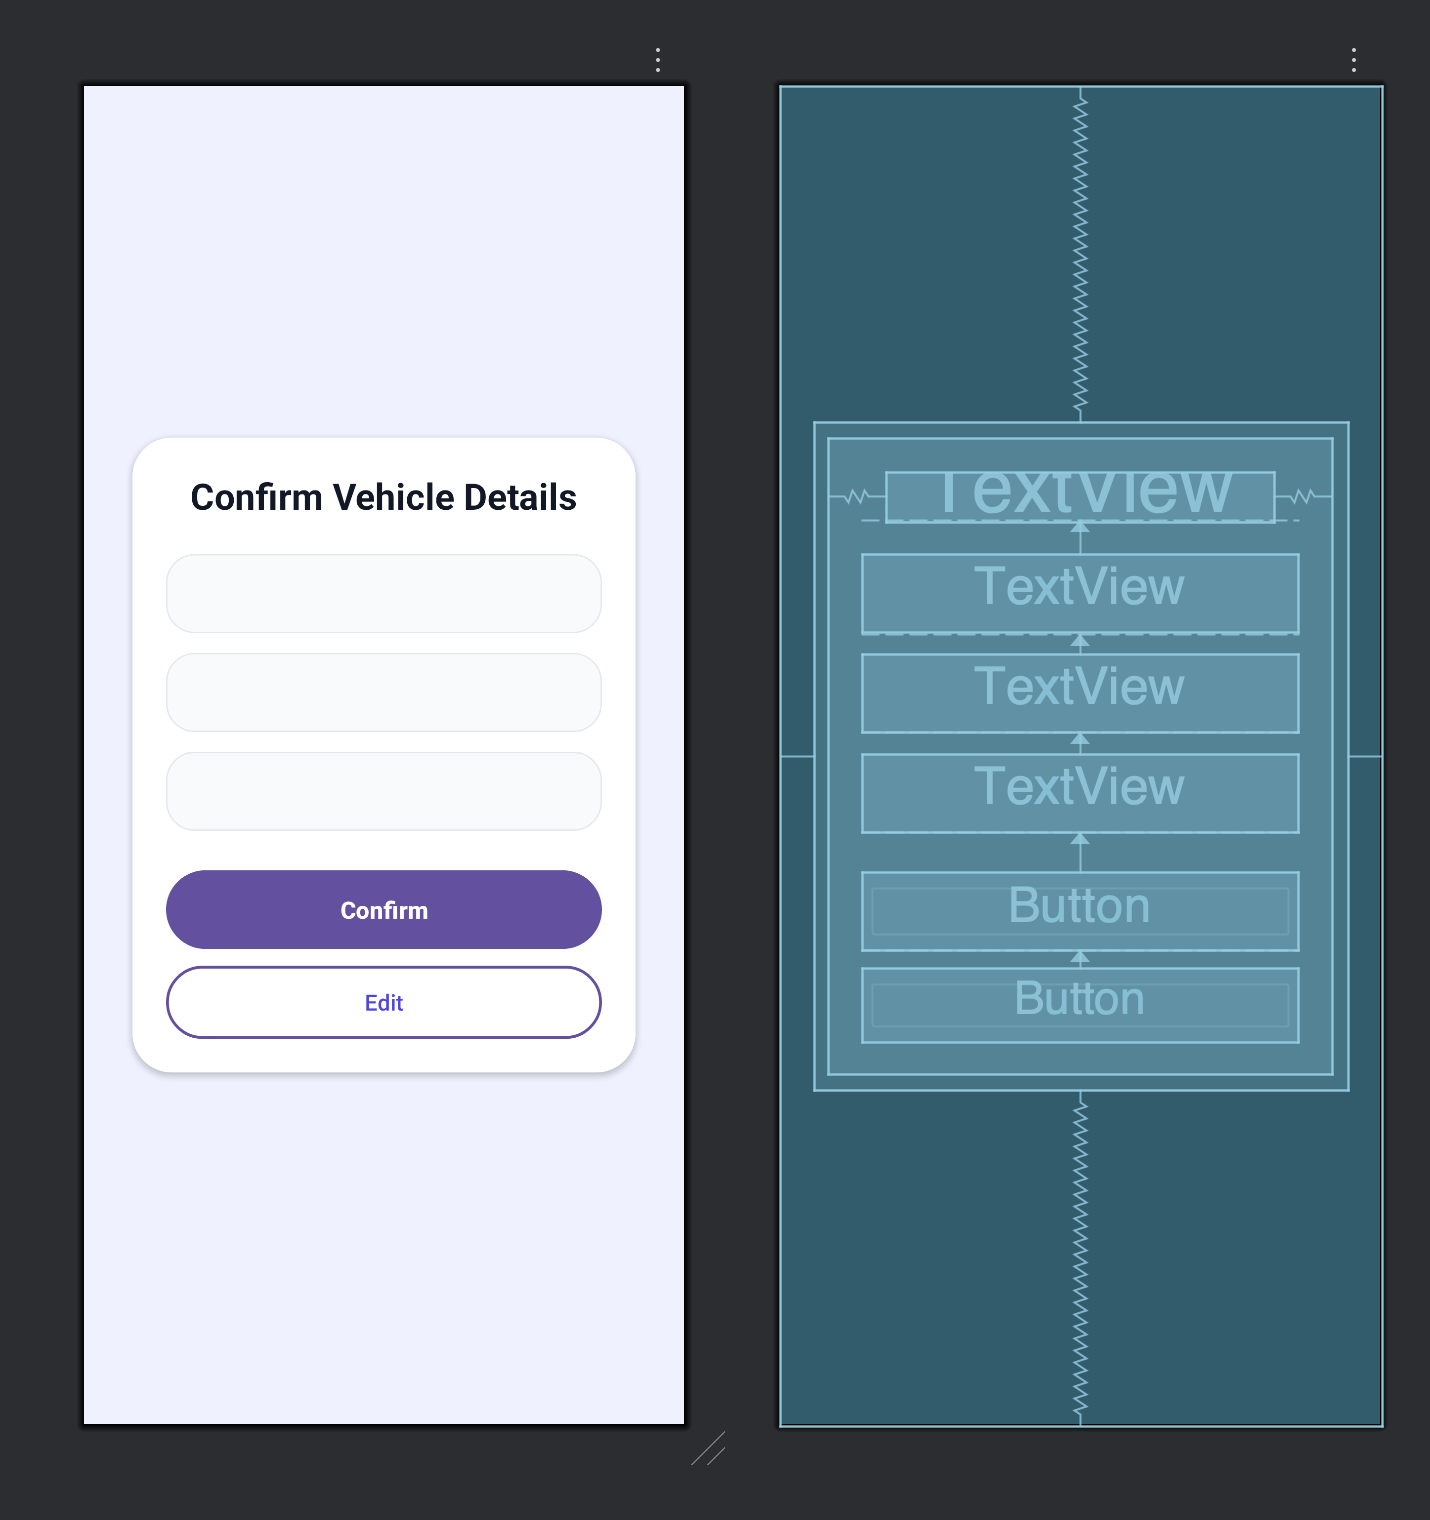 Confirm Vehicle Details
Confirm
Edit
TextView
TextView
TextView
TextView
Button
Button